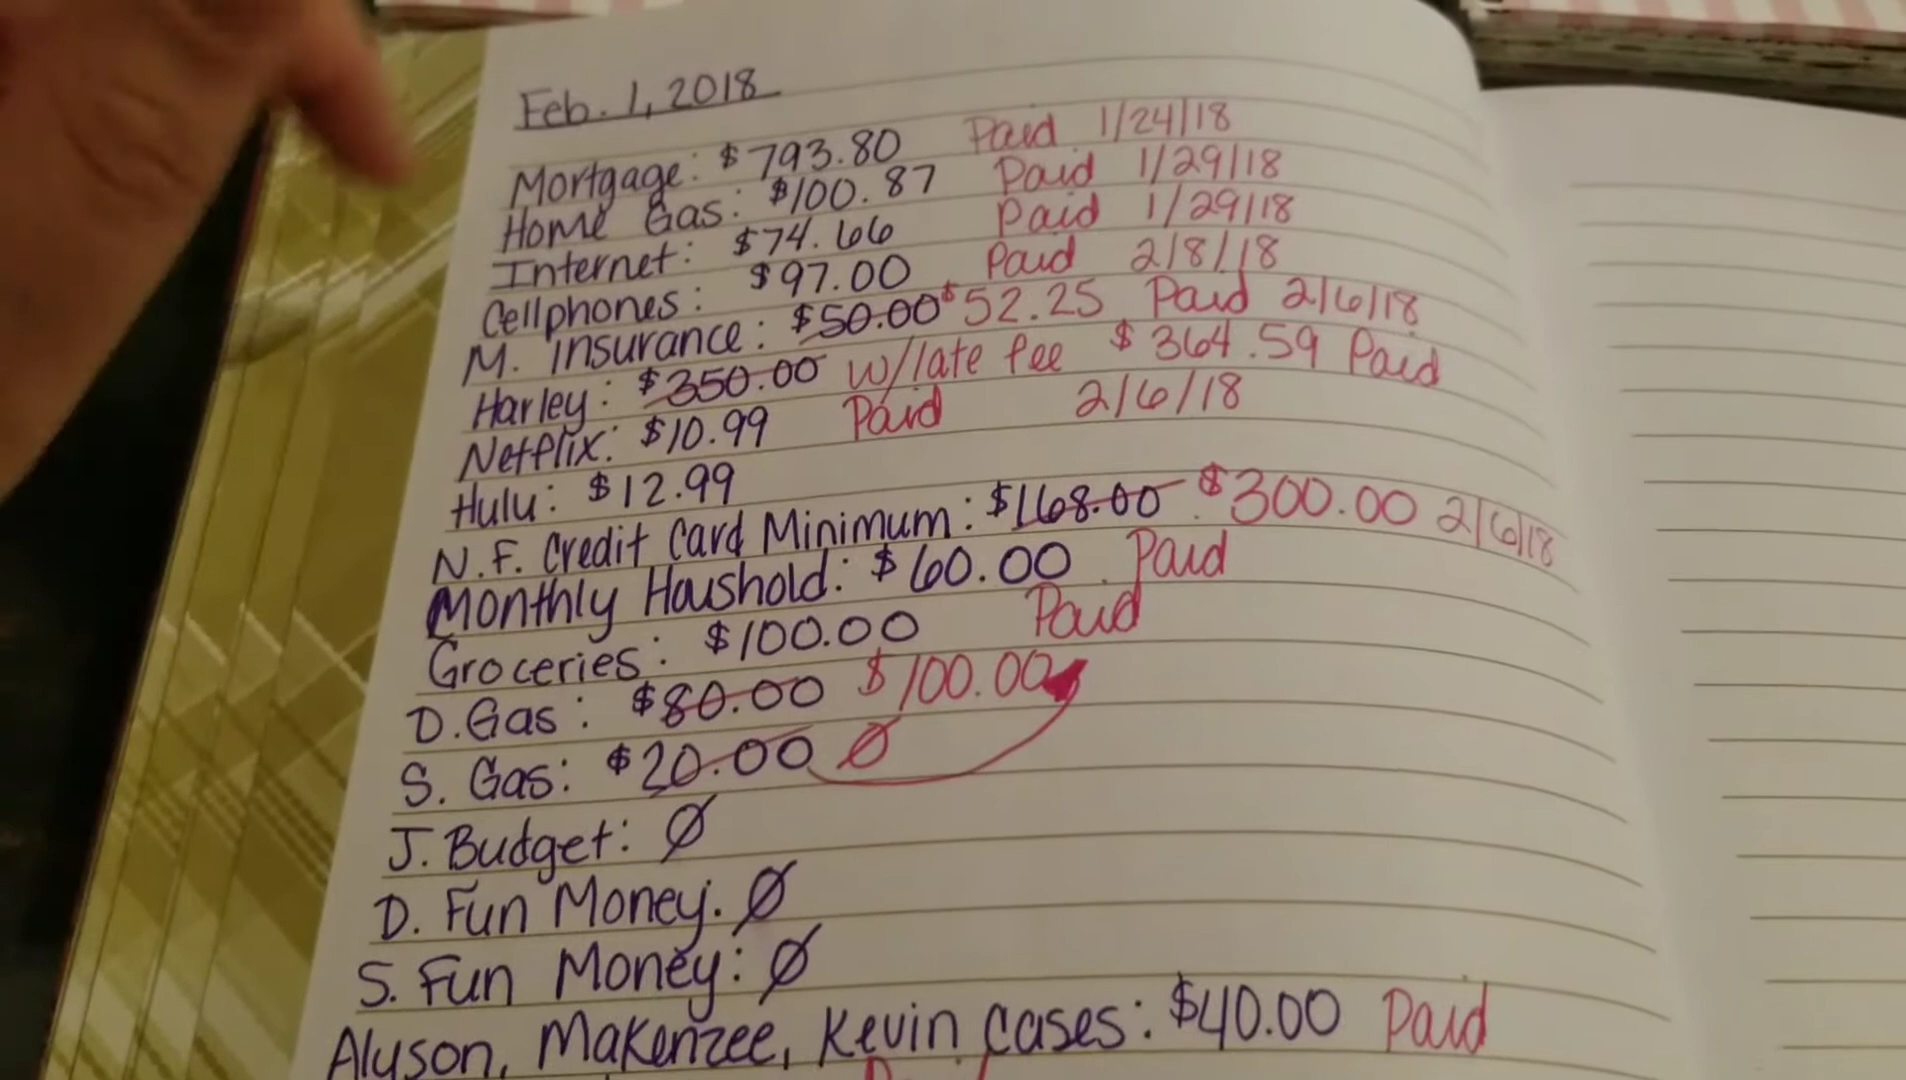 Feb. 1, 2018
Mortgage: $793.80 Paid 1/24/18
Home Gas: $100.87 Paid 1/29/18
Internet: $74.66 Paid 1/29/18
Cellphones: $97.00 Paid 2/8/18
M. Insurance: $50.00 $52.25 Paid 2/6/18
Harley: $350.00 w/late fee $364.59 Paid
Netflix: $10.99 Paid 2/6/18
Hulu: $12.99
N.F. Credit Card Minimum: $168.00 $300.00 2/6/18
Monthly Haushold: $60.00 Paid
Groceries: $100.00 Paid
D. Gas: $80.00 $100.00
S. Gas: $20.00 Ø
J. Budget: Ø
D. Fun Money: Ø
S. Fun Money: Ø
Alyson, Makenzee, Kevin cases: $40.00 Paid